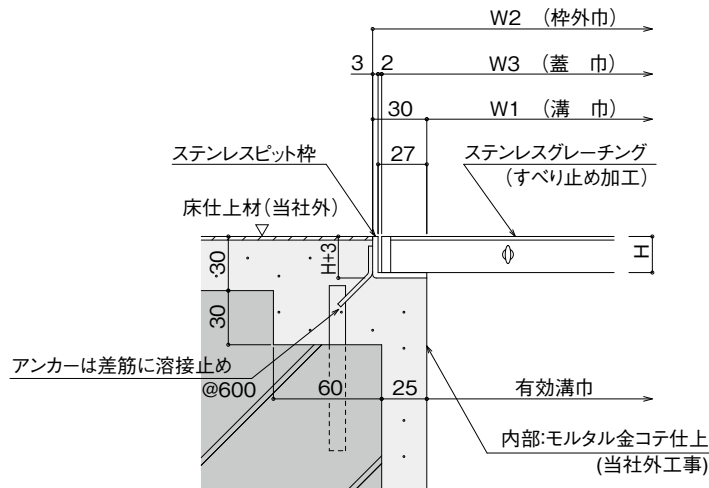 W2 (枠外巾)
3 2 W3 (蓋 巾)
30 W1 (溝 巾)
ステンレスピット枠
27
ステンレスグレーチング
(すべり止め加工)
床仕上材(当社外)
30
H+3
H
30
アンカーは差筋に溶接止め
@600
60
25
有効溝巾
内部:モルタル金コテ仕上
(当社外工事)